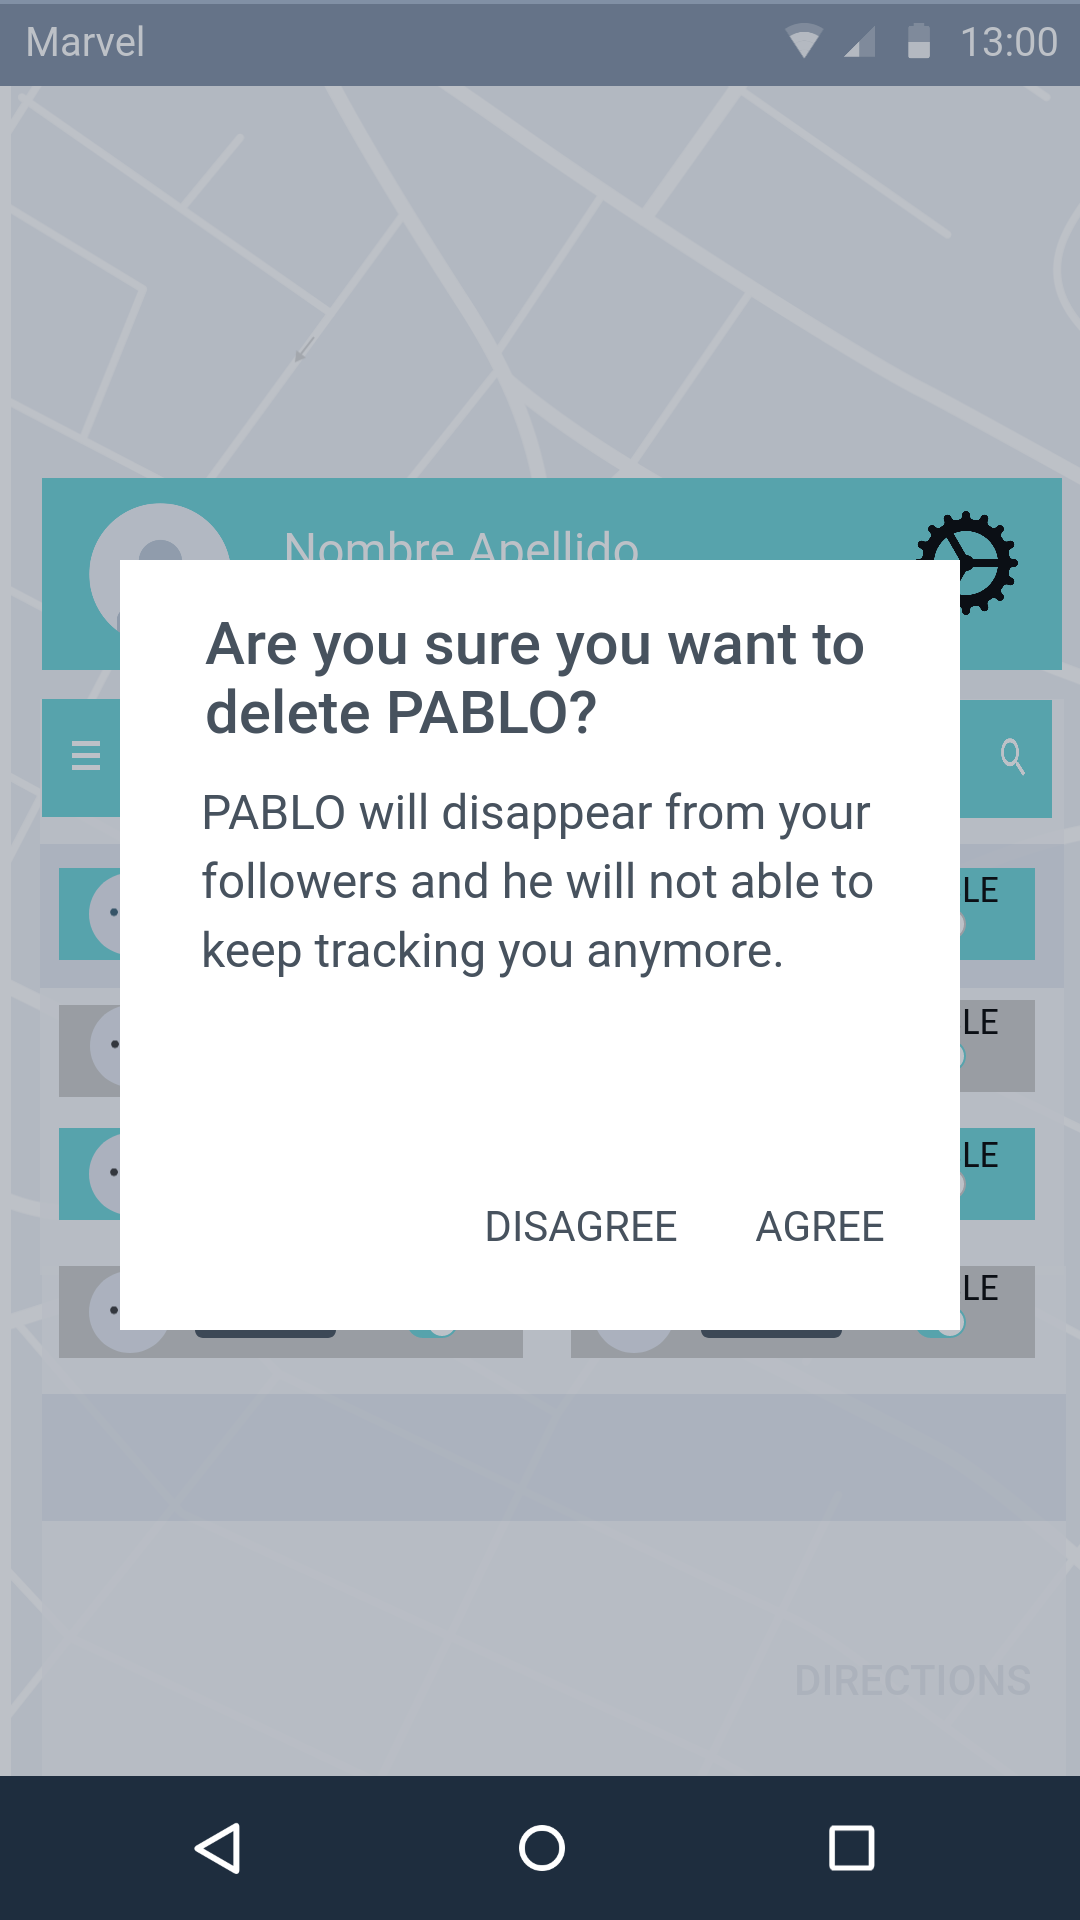 Marvel 13:00
Nombre Apellido
Are you sure you want to
delete PABLO?
PABLO will disappear from your
followers and he will not able to
keep tracking you anymore.
LE
LE
LE
DISAGREE AGREE
LE
DIRECTIONS